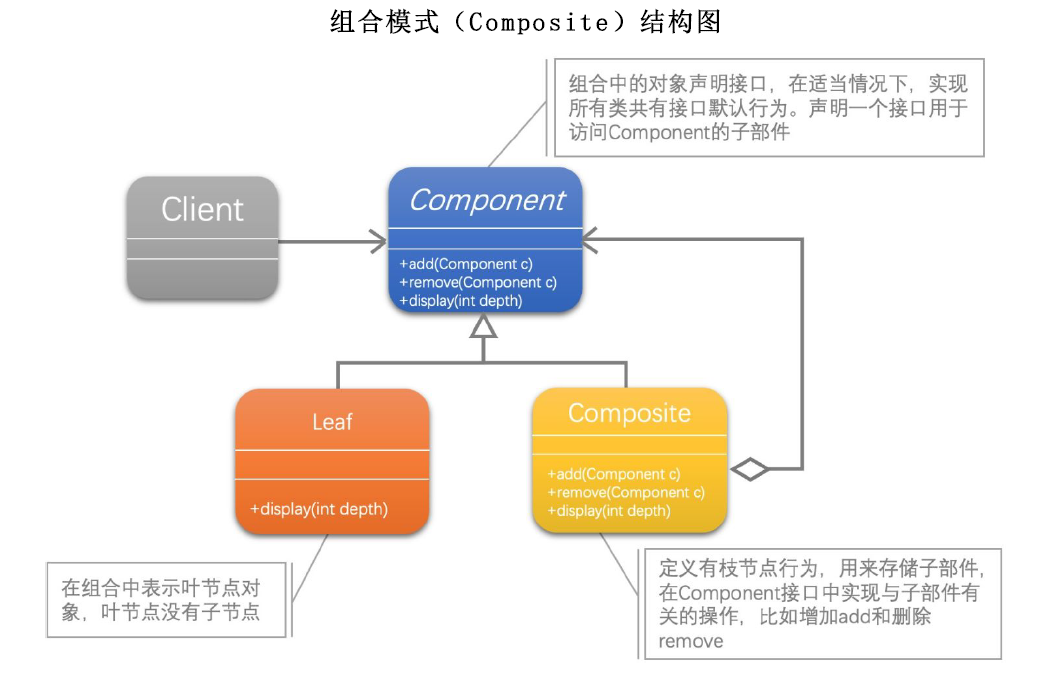 组合模式（Composite）结构图
组合中的对象声明接口，在适当情况下，实现
所有类共有接口默认行为。声明一个接口用于
访问Component的子部件
Client
Component
+add(Component c)
+remove(Component c)
+display(int depth)
Leaf
+display(int depth)
Composite
+add(Component c)
+remove(Component c)
+display(int depth)
在组合中表示叶节点对
象，叶节点没有子节点
定义有枝节点行为，用来存储子部件，
在Component接口中实现与子部件有
关的操作，比如增加add和删除
remove